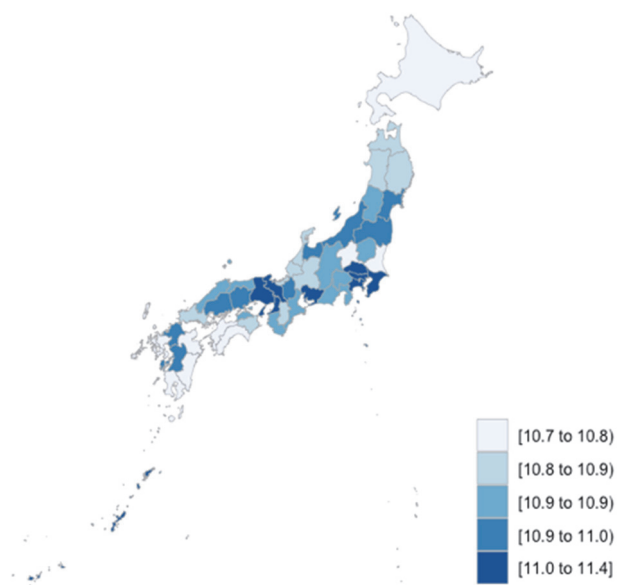 [10.7 to 10.8)
[10.8 to 10.9)
[10.9 to 10.9)
[10.9 to 11.0)
[11.0 to 11.4]